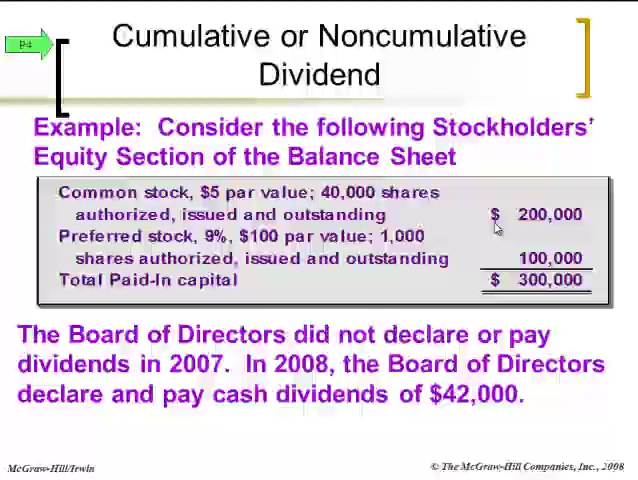 P4
Cumulative or Noncumulative
Dividend
Example: Consider the following Stockholders'
Equity Section of the Balance Sheet
Common stock, $5 par value; 40,000 shares
authorized, issued and outstanding $ 200,000
Preferred stock, 9%, $100 par value; 1,000
shares authorized, issued and outstanding 100,000
Total Paid-In capital $ 300,000
The Board of Directors did not declare or pay
dividends in 2007. In 2008, the Board of Directors
declare and pay cash dividends of $42,000.
McGraw-Hill/Irwin © The McGraw-Hill Companies, Inc., 2008